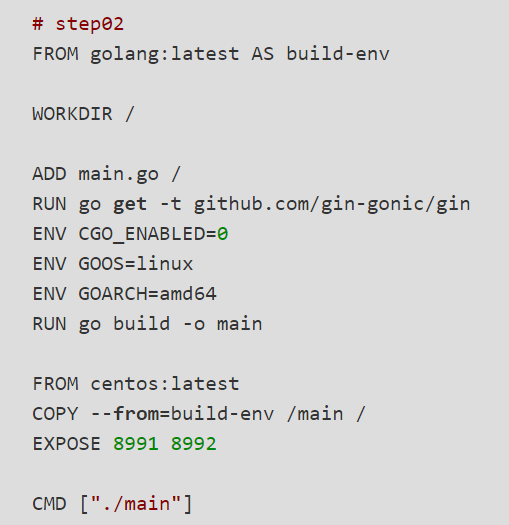 # step02
FROM golang:latest AS build-env
WORKDIR /
ADD main.go /
RUN go get -t github.com/gin-gonic/gin
ENV CGO_ENABLED=0
ENV GOOS=linux
ENV GOARCH=amd64
RUN go build -o main
FROM centos:latest
COPY --from=build-env /main /
EXPOSE 8991 8992
CMD ["./main"]